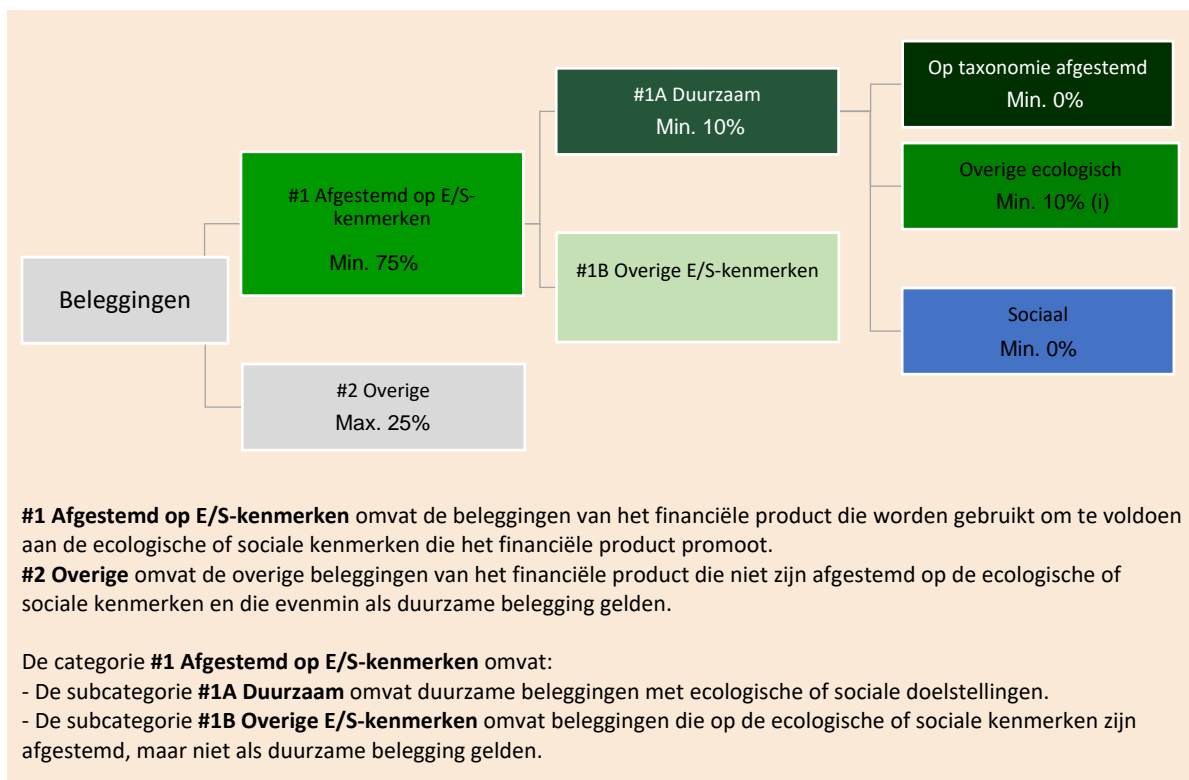 Beleggingen
#1 Afgestemd op E/S-
kenmerken
Min. 75%
#2 Overige
Max. 25%
#1A Duurzaam
Min. 10%
#1B Overige E/S-kenmerken
Op taxonomie afgestemd
Min. 0%
Overige ecologisch
Min. 10% (i)
Sociaal
Min. 0%
#1 Afgestemd op E/S-kenmerken omvat de beleggingen van het financiële product die worden gebruikt om te voldoen
aan de ecologische of sociale kenmerken die het financiële product promoot.
#2 Overige omvat de overige beleggingen van het financiële product die niet zijn afgestemd op de ecologische of
sociale kenmerken en die evenmin als duurzame belegging gelden.
De categorie #1 Afgestemd op E/S-kenmerken omvat:
- De subcategorie #1A Duurzaam omvat duurzame beleggingen met ecologische of sociale doelstellingen.
- De subcategorie #1B Overige E/S-kenmerken omvat beleggingen die op de ecologische of sociale kenmerken zijn
afgestemd, maar niet als duurzame belegging gelden.